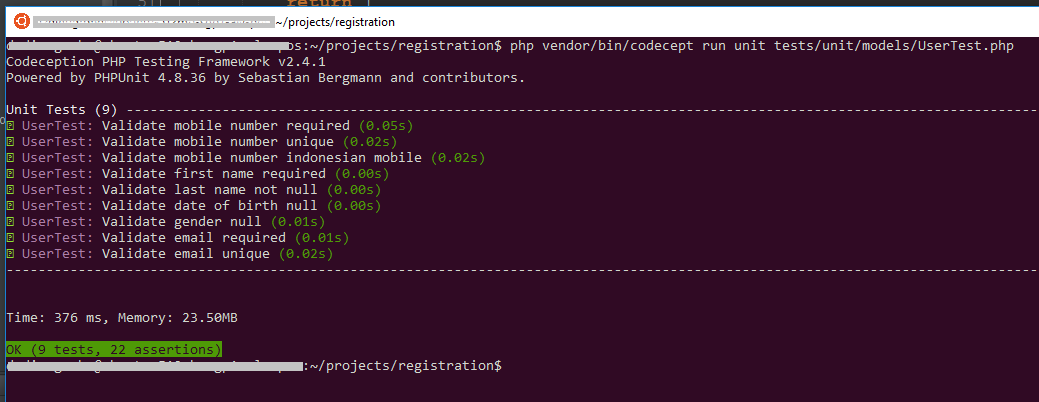 return
~/projects/registration
:~/projects/registration$ php vendor/bin/codecept run unit tests/unit/models/UserTest.php
Codeception PHP Testing Framework v2.4.1
Powered by PHPUnit 4.8.36 by Sebastian Bergmann and contributors.
Unit Tests (9) ----------------------------------------------------------------------------------------------------
UserTest: Validate mobile number required (0.05s)
UserTest: Validate mobile number unique (0.02s)
UserTest: Validate mobile number indonesian mobile (0.02s)
UserTest: Validate first name required (0.00s)
UserTest: Validate last name not null (0.00s)
UserTest: Validate date of birth null (0.00s)
UserTest: Validate gender null (0.01s)
UserTest: Validate email required (0.01s)
UserTest: Validate email unique (0.02s)
--------------------------------------------------------------------------------------------------------------------
Time: 376 ms, Memory: 23.50MB
OK (9 tests, 22 assertions)
:~/projects/registration$